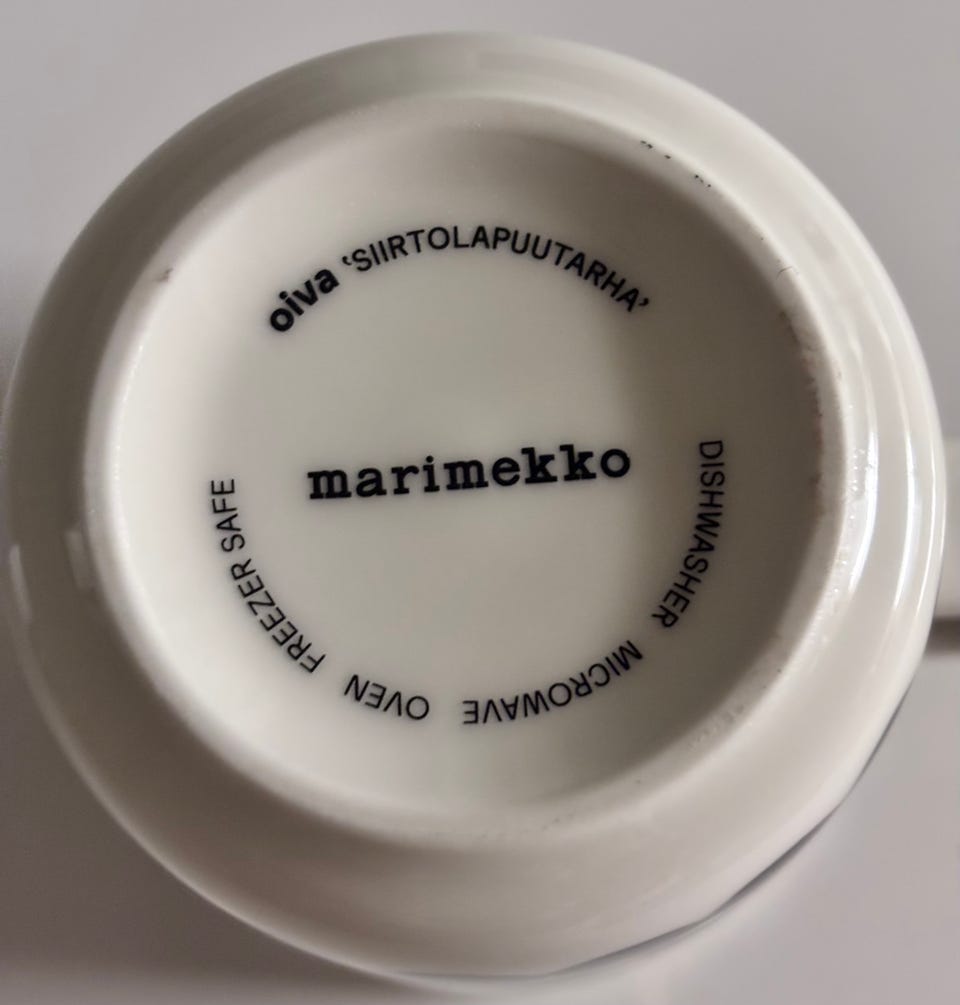 oiva ‘SIIRTOLAPUUTARHA’
marimekko
DISHWASHER MICROWAVE OVEN FREEZER SAFE